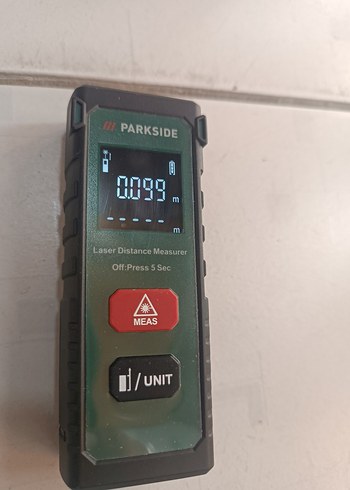 PARKSIDE
0.099 m
- - - - - m
Laser Distance Measurer
Off:Press 5 Sec
MEAS
/UNIT